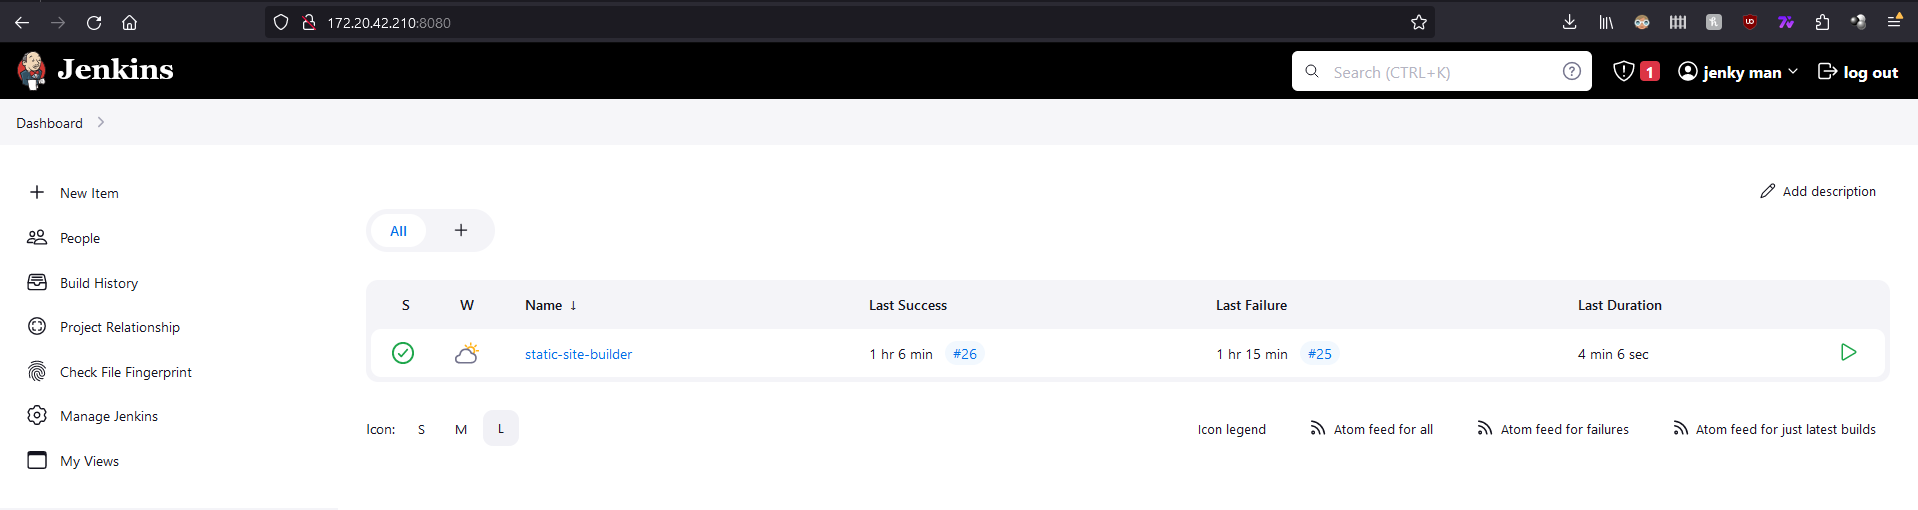 172.20.42.210:8080
Jenkins
Search (CTRL+K)
1
jenky man
log out
Dashboard
New Item
People
Build History
Project Relationship
Check File Fingerprint
Manage Jenkins
My Views
Add description
All
S W Name ↓ Last Success Last Failure Last Duration
static-site-builder 1 hr 6 min #26 1 hr 15 min #25 4 min 6 sec
Icon: S M L
Icon legend
Atom feed for all
Atom feed for failures
Atom feed for just latest builds